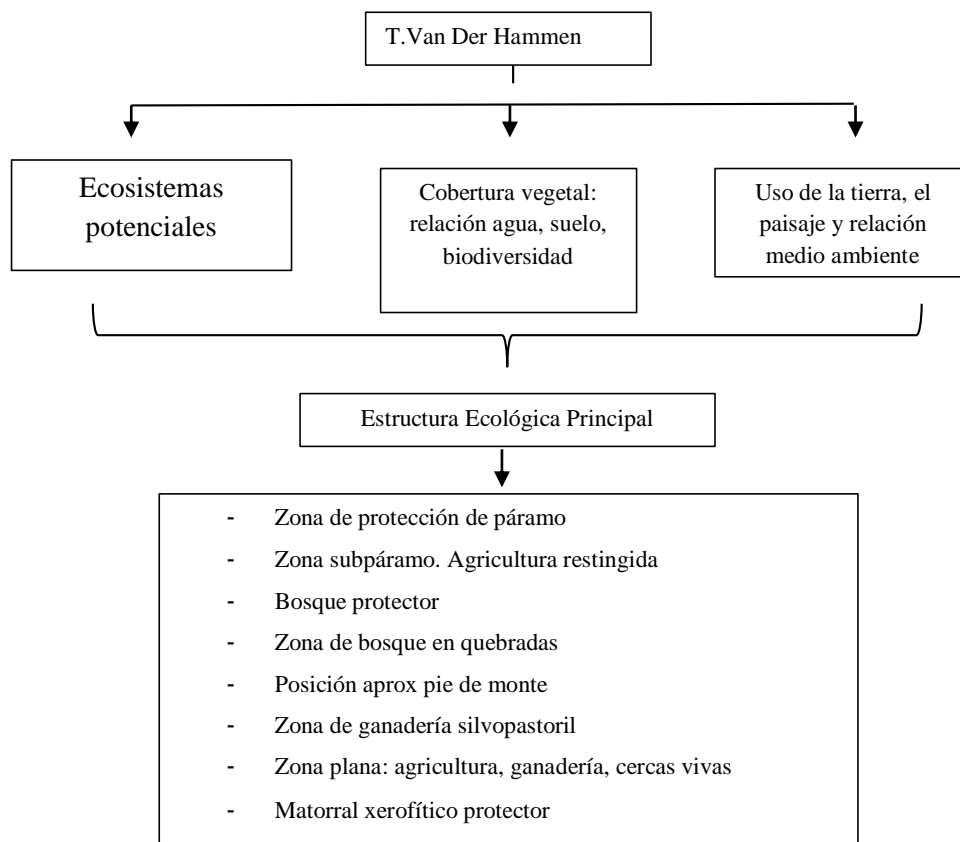 T.Van Der Hammen
Ecosistemas
potenciales
Cobertura vegetal:
relación agua, suelo,
biodiversidad
Uso de la tierra, el
paisaje y relación
medio ambiente
Estructura Ecológica Principal
- Zona de protección de páramo
- Zona subpáramo. Agricultura restingida
- Bosque protector
- Zona de bosque en quebradas
- Posición aprox pie de monte
- Zona de ganadería silvopastoril
- Zona plana: agricultura, ganadería, cercas vivas
- Matorral xerofítico protector